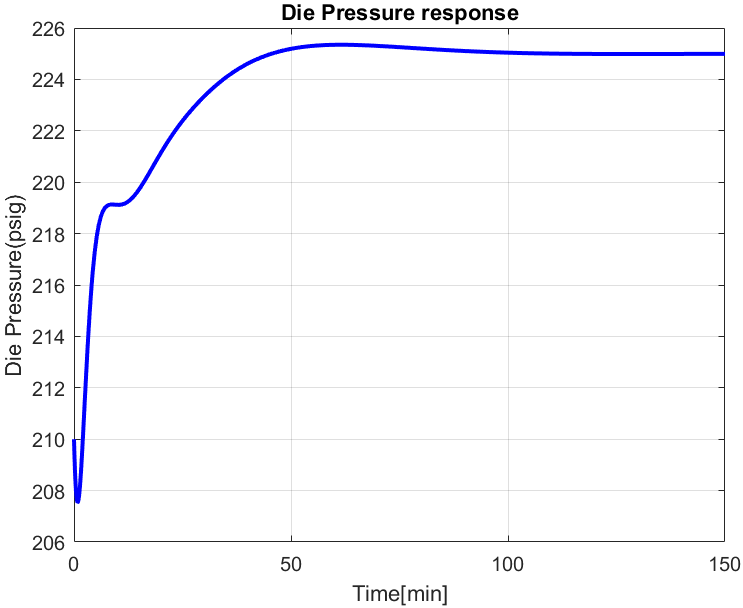 Die Pressure response
226
224
222
220
218
216
214
212
210
208
206
Die Pressure(psig)
0 50 100 150
Time[min]